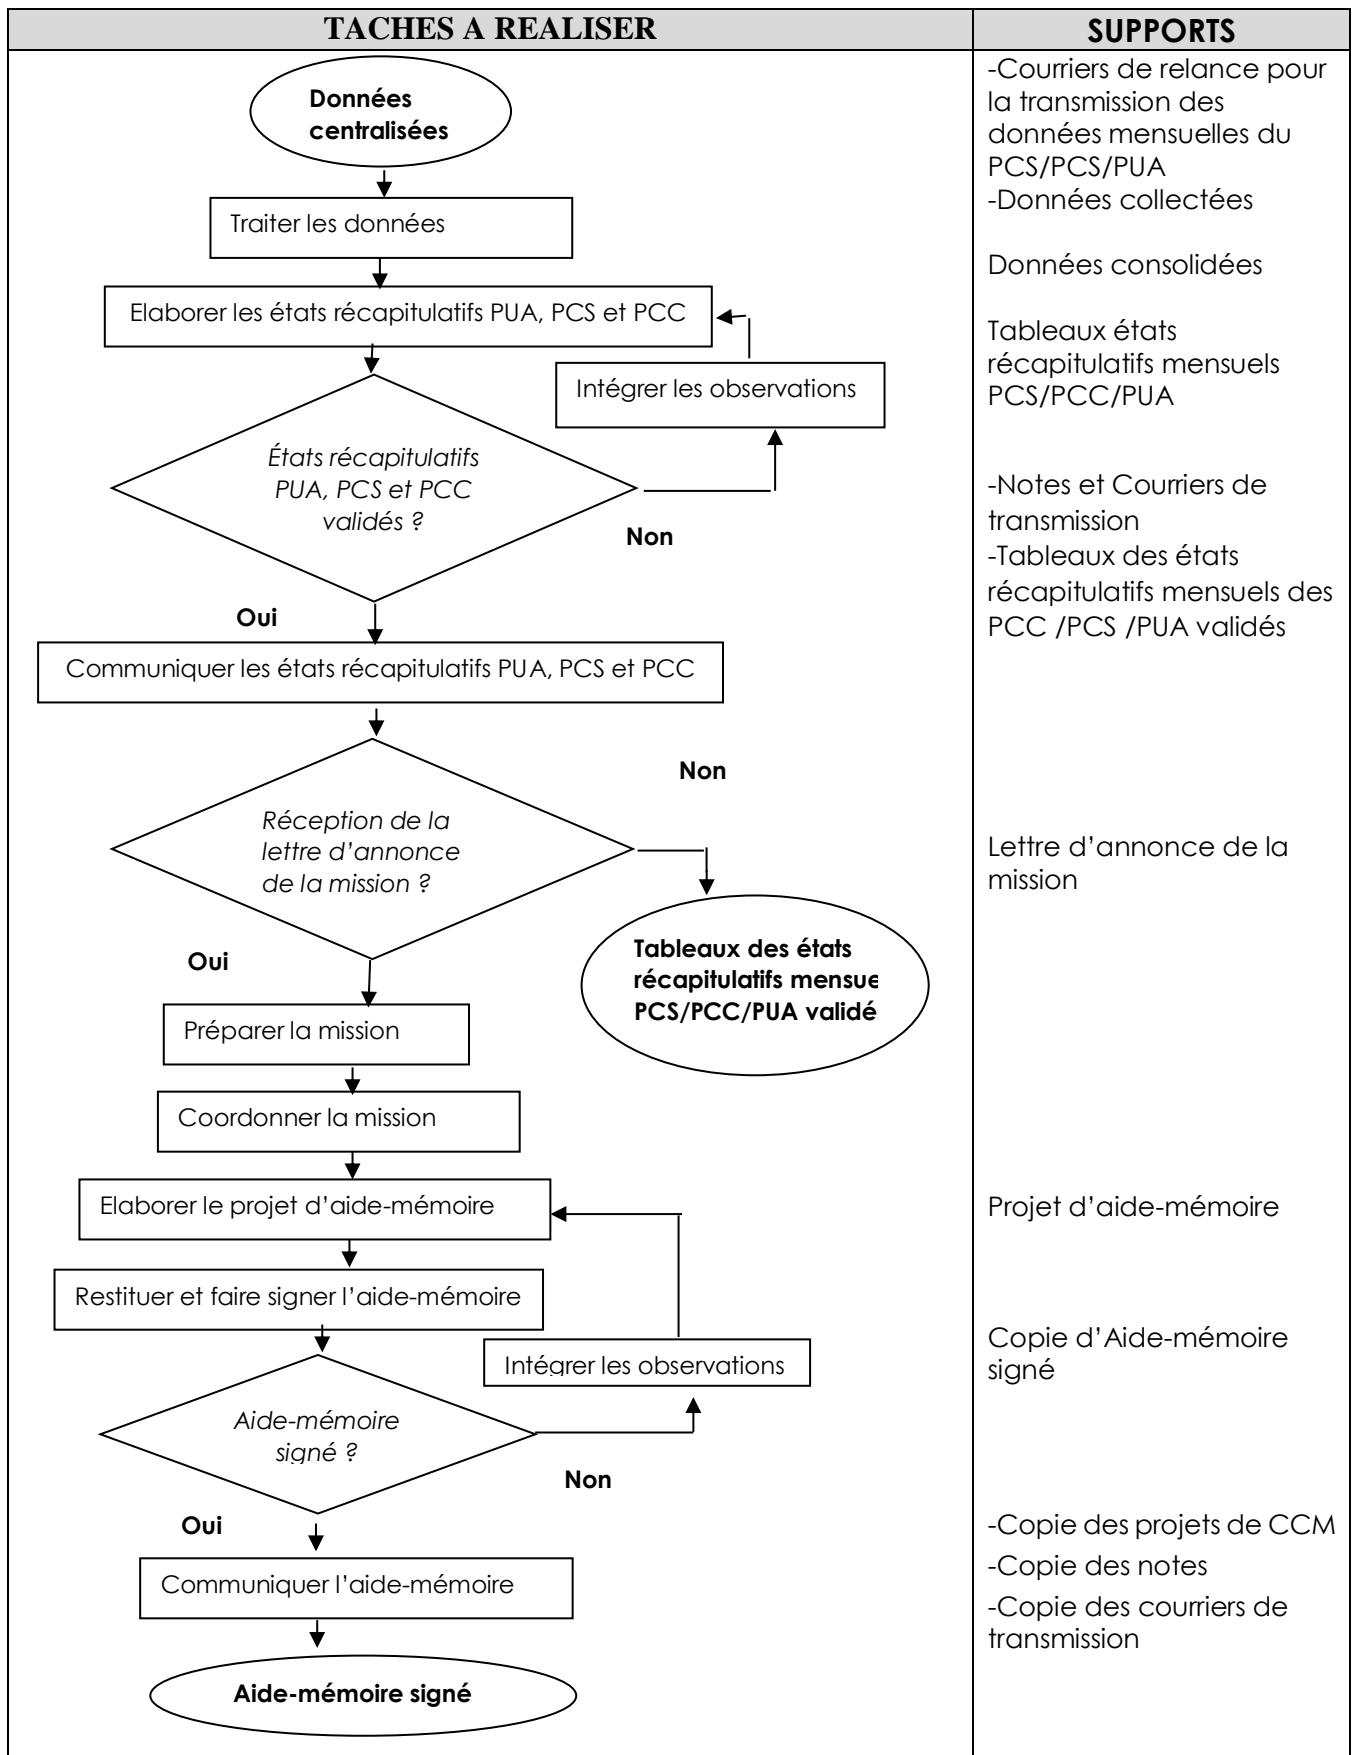 TACHES A REALISER
SUPPORTS
Données
centralisées
Traiter les données
Elaborer les états récapitulatifs PUA, PCS et PCC
Intégrer les observations
États récapitulatifs
PUA, PCS et PCC
validés ?
Non
Oui
Communiquer les états récapitulatifs PUA, PCS et PCC
Non
Réception de la
lettre d’annonce
de la mission ?
Oui
Tableaux des états
récapitulatifs mensue
PCS/PCC/PUA validé
Préparer la mission
Coordonner la mission
Elaborer le projet d’aide-mémoire
Restituer et faire signer l’aide-mémoire
Intégrer les observations
Aide-mémoire
signé ?
Non
Oui
Communiquer l’aide-mémoire
Aide-mémoire signé
-Courriers de relance pour
la transmission des
données mensuelles du
PCS/PCS/PUA
-Données collectées
Données consolidées
Tableaux états
récapitulatifs mensuels
PCS/PCC/PUA
-Notes et Courriers de
transmission
-Tableaux des états
récapitulatifs mensuels des
PCC /PCS /PUA validés
Lettre d’annonce de la
mission
Projet d’aide-mémoire
Copie d’Aide-mémoire
signé
-Copie des projets de CCM
-Copie des notes
-Copie des courriers de
transmission